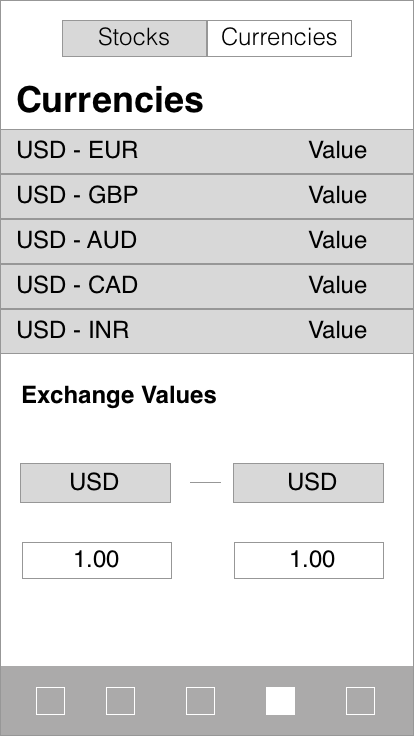 Stocks Currencies
Currencies
USD - EUR Value
USD - GBP Value
USD - AUD Value
USD - CAD Value
USD - INR Value
Exchange Values
USD USD
1.00 1.00